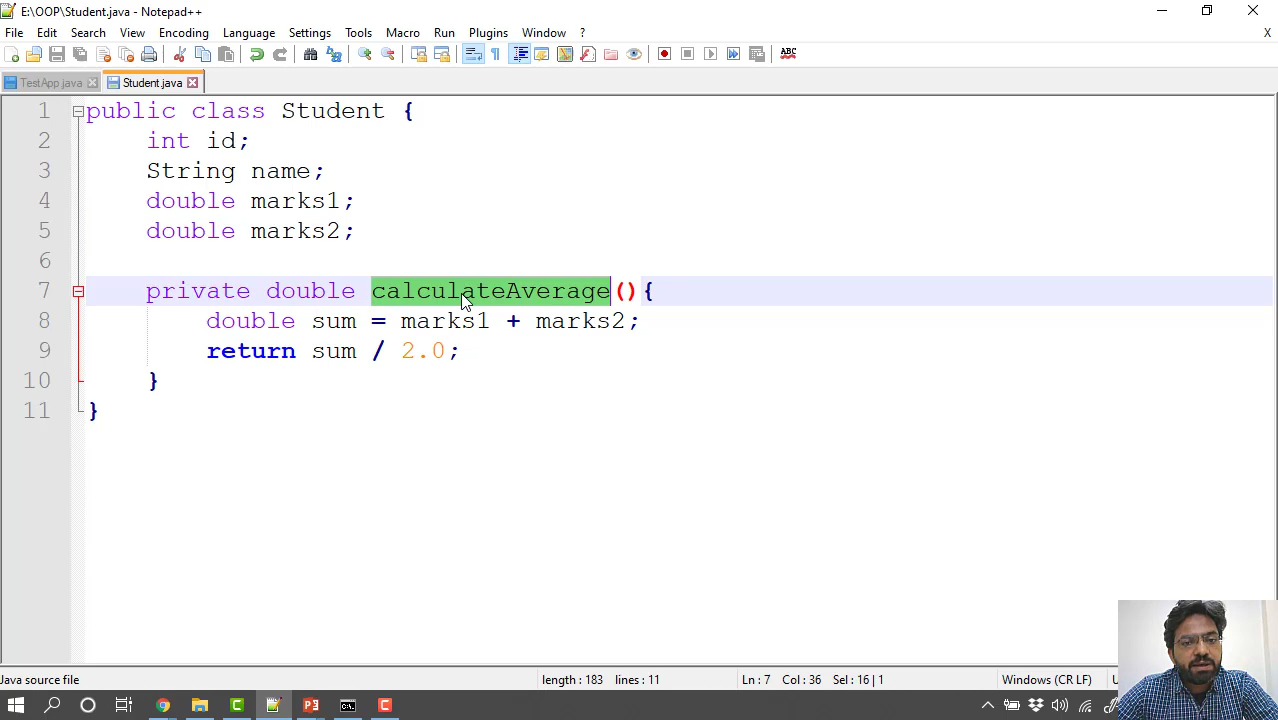 E:\OOP\Student.java - Notepad++
File Edit Search View Encoding Language Settings Tools Macro Run Plugins Window ? X
ABC
TestApp.java Student.java
1 public class Student {
2 int id;
3 String name;
4 double marks1;
5 double marks2;
6
7 private double calculateAverage(){
8 double sum = marks1 + marks2;
9 return sum / 2.0;
10 }
11 }
Java source file length : 183 lines : 11 Ln : 7 Col : 36 Sel : 16 | 1 Windows (CR LF)